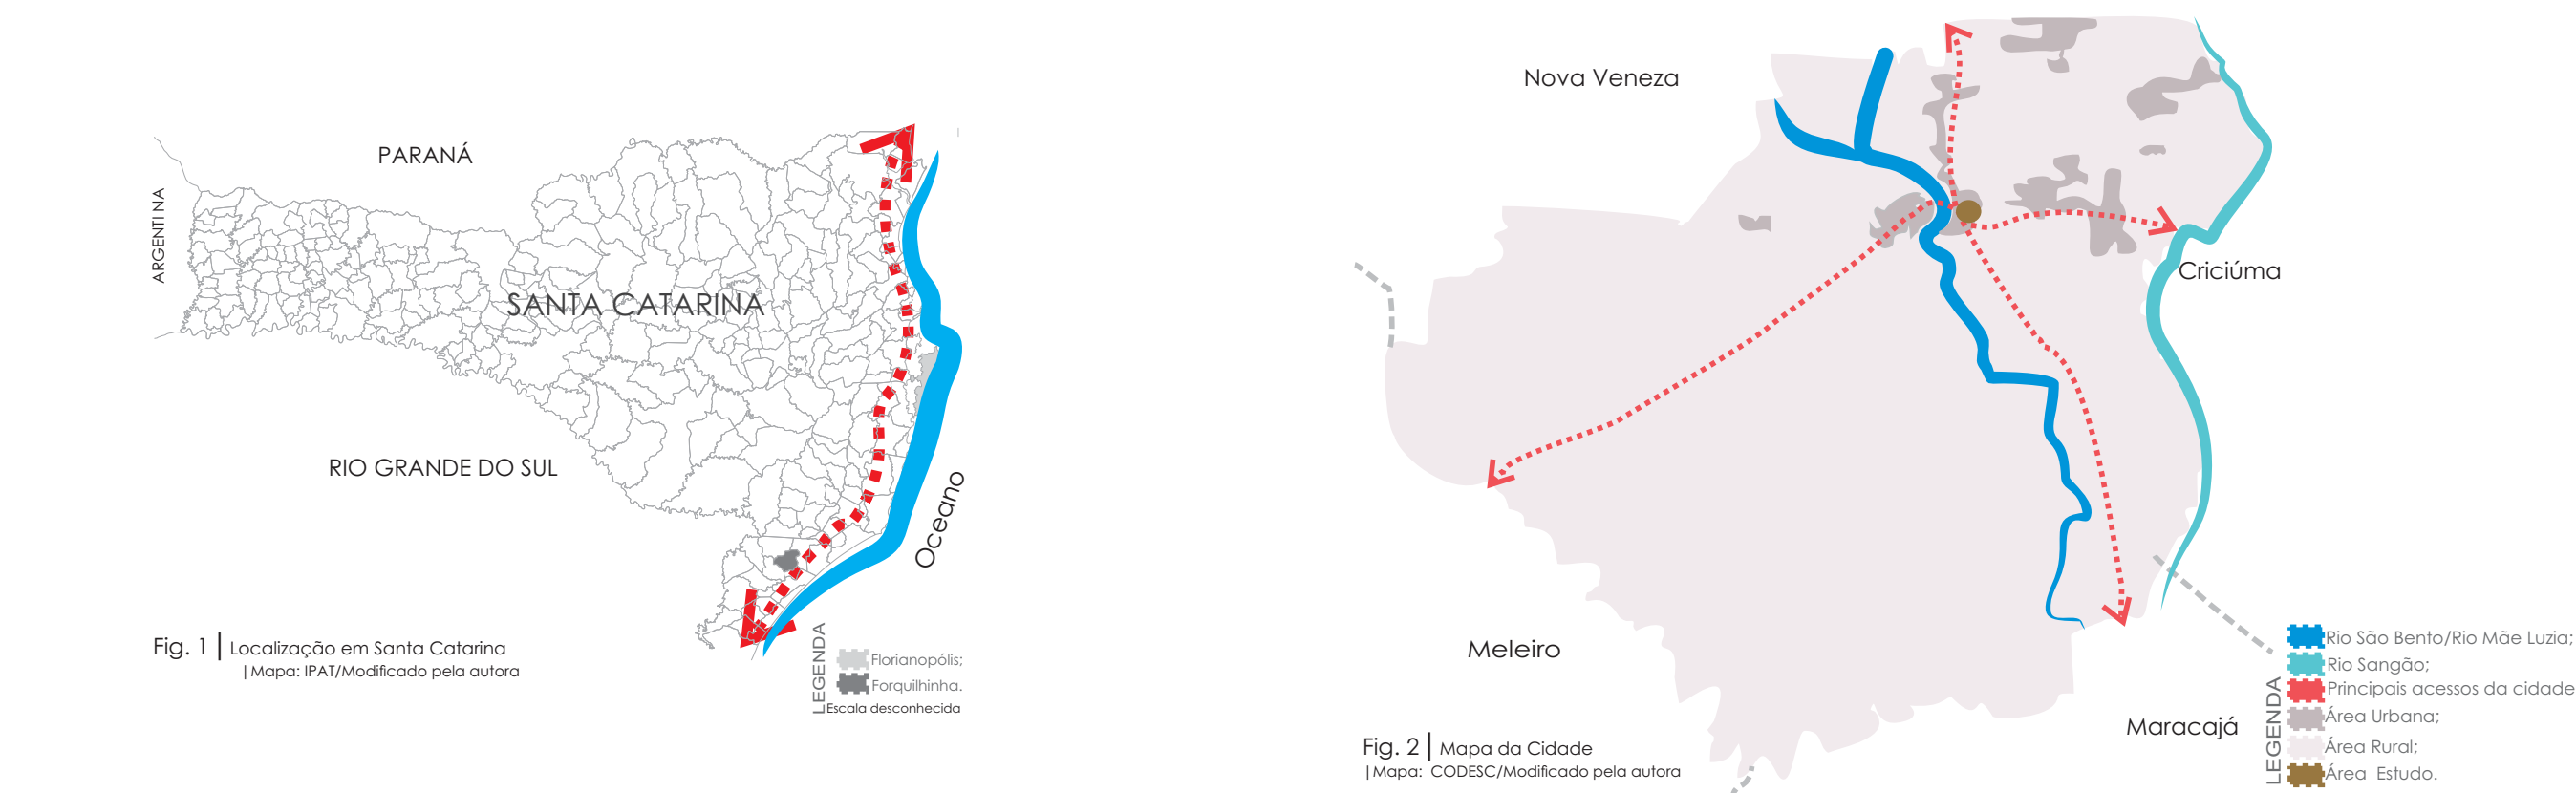 PARANÁ
ARGENTI NA
SANTA CATARINA
RIO GRANDE DO SUL
Oceano
Fig. 1 | Localização em Santa Catarina
|Mapa: IPAT/Modificado pela autora
LEGENDA
Florianopólis;
Forquilhinha.
Escala desconhecida
Nova Veneza
Criciúma
Meleiro
Maracajá
Fig. 2 | Mapa da Cidade
|Mapa: CODESC/Modificado pela autora
LEGENDA
Rio São Bento/Rio Mãe Luzia;
Rio Sangão;
Principais acessos da cidade
Área Urbana;
Área Rural;
Área Estudo.